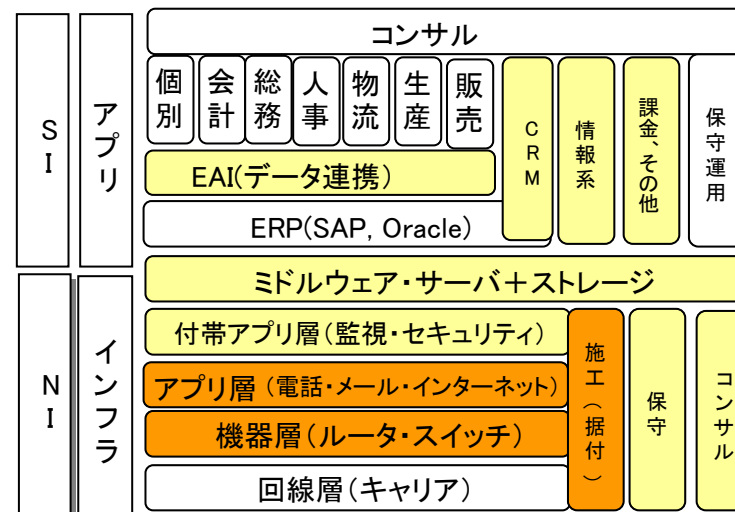 コンサル
SI
アプリ
個別
会計
総務
人事
物流
生産
販売
CRM
情報系
課金、その他
保守運用
EAI(データ連携)
ERP(SAP, Oracle)
ミドルウェア・サーバ＋ストレージ
NI
インフラ
付帯アプリ層(監視・セキュリティ)
アプリ層(電話・メール・インターネット)
機器層(ルータ・スイッチ)
回線層(キャリア)
施工(据付)
保守
コンサル